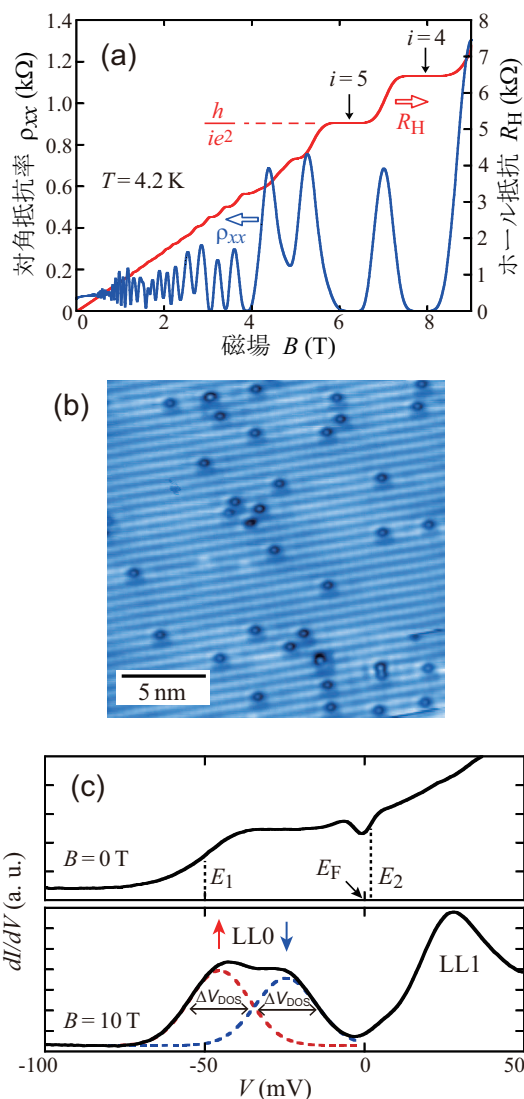 (a)
対角抵抗率 ρxx (kΩ)
1.4
1.2
1.0
0.8
0.6
0.4
0.2
0
ホール抵抗 RH (kΩ)
8
7
6
5
4
3
2
1
0
i = 4
i = 5
h
ie2
RH
T = 4.2 K
ρxx
0 2 4 6 8
磁場 B (T)
(b)
5 nm
(c)
dI/dV (a. u.)
B = 0 T
E1
EF
E2
LL0
LL1
ΔVDOS
ΔVDOS
B = 10 T
-100 -50 0 50
V (mV)